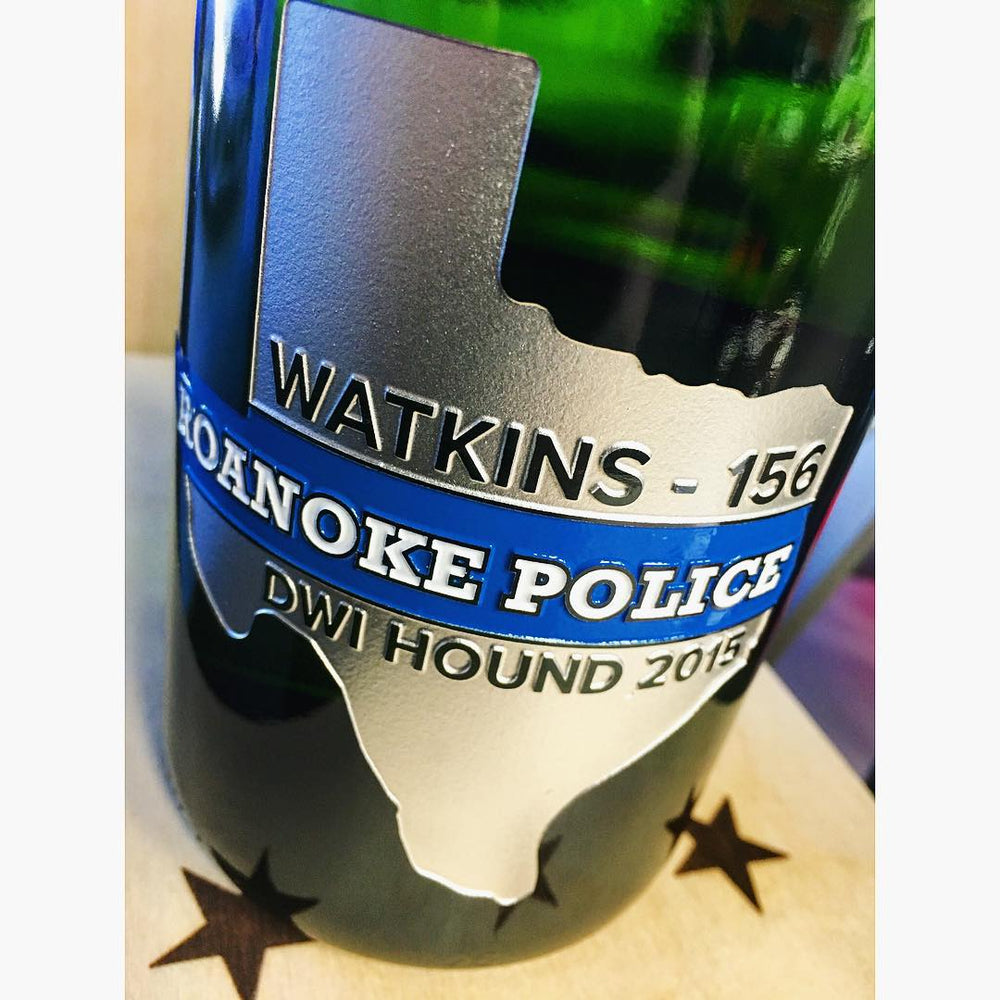 WATKINS - 156
ROANOKE POLICE
DWI HOUND 2015